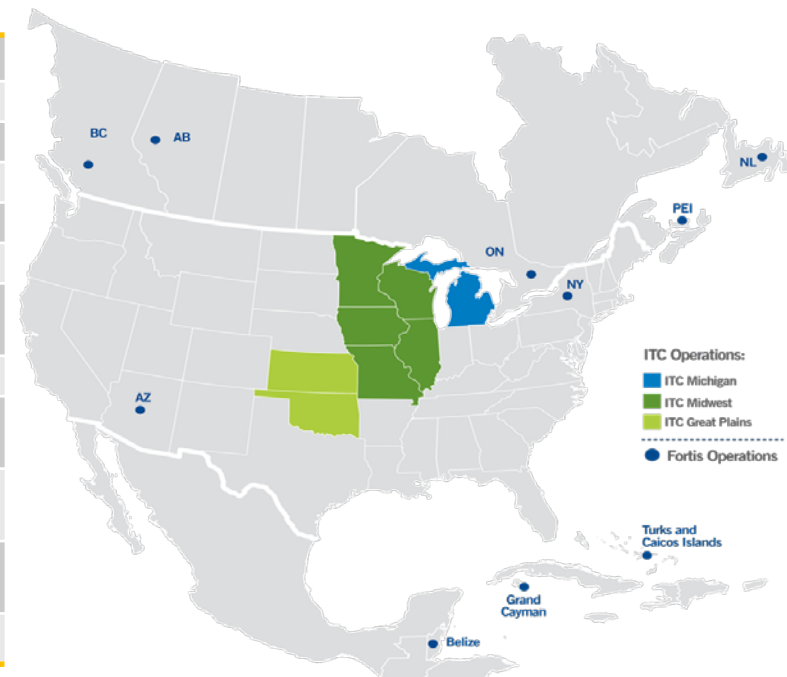 BC
AB
NL
PEI
ON
NY
AZ
ITC Operations:
ITC Michigan
ITC Midwest
ITC Great Plains
Fortis Operations
Turks and
Caicos Islands
Grand
Cayman
Belize